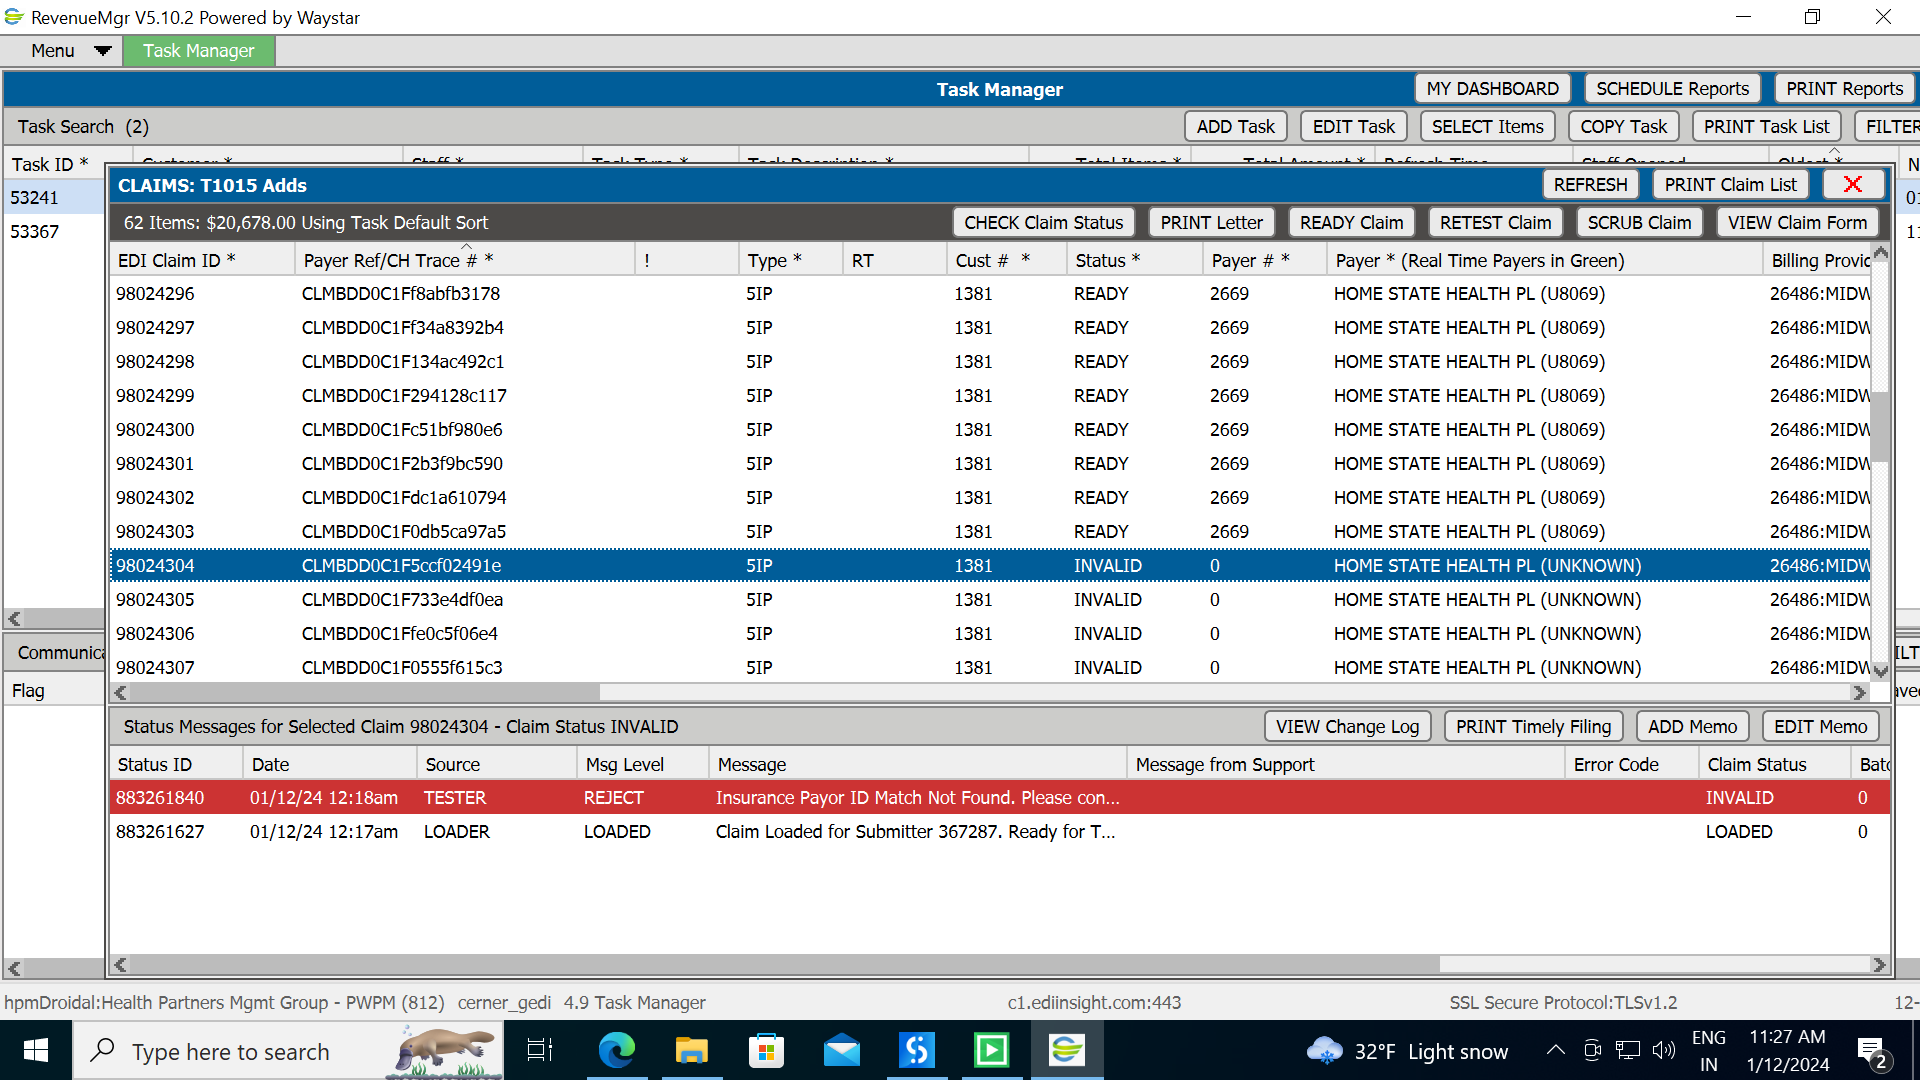 RevenueMgr V5.10.2 Powered by Waystar
Menu Task Manager
Task Manager MY DASHBOARD SCHEDULE Reports PRINT Reports
Task Search (2) ADD Task EDIT Task SELECT Items COPY Task PRINT Task List FILTER
Task ID * Customer * Staff * Task Type * Task Description * Total Items * Total Amount * Refresh Time Staff Opened Oldest * N
53241
53367
CLAIMS: T1015 Adds REFRESH PRINT Claim List X
62 Items: $20,678.00 Using Task Default Sort CHECK Claim Status PRINT Letter READY Claim RETEST Claim SCRUB Claim VIEW Claim Form
EDI Claim ID * Payer Ref/CH Trace # * ! Type * RT Cust # * Status * Payer # * Payer * (Real Time Payers in Green) Billing Provid
98024296 CLMBDD0C1Ff8abfb3178 5IP 1381 READY 2669 HOME STATE HEALTH PL (U8069) 26486:MIDW
98024297 CLMBDD0C1Ff34a8392b4 5IP 1381 READY 2669 HOME STATE HEALTH PL (U8069) 26486:MIDW
98024298 CLMBDD0C1F134ac492c1 5IP 1381 READY 2669 HOME STATE HEALTH PL (U8069) 26486:MIDW
98024299 CLMBDD0C1F294128c117 5IP 1381 READY 2669 HOME STATE HEALTH PL (U8069) 26486:MIDW
98024300 CLMBDD0C1Fc51bf980e6 5IP 1381 READY 2669 HOME STATE HEALTH PL (U8069) 26486:MIDW
98024301 CLMBDD0C1F2b3f9bc590 5IP 1381 READY 2669 HOME STATE HEALTH PL (U8069) 26486:MIDW
98024302 CLMBDD0C1Fdc1a610794 5IP 1381 READY 2669 HOME STATE HEALTH PL (U8069) 26486:MIDW
98024303 CLMBDD0C1F0db5ca97a5 5IP 1381 READY 2669 HOME STATE HEALTH PL (U8069) 26486:MIDW
98024304 CLMBDD0C1F5ccf02491e 5IP 1381 INVALID 0 HOME STATE HEALTH PL (UNKNOWN) 26486:MIDW
98024305 CLMBDD0C1F733e4df0ea 5IP 1381 INVALID 0 HOME STATE HEALTH PL (UNKNOWN) 26486:MIDW
98024306 CLMBDD0C1Ffe0c5f06e4 5IP 1381 INVALID 0 HOME STATE HEALTH PL (UNKNOWN) 26486:MIDW
98024307 CLMBDD0C1F0555f615c3 5IP 1381 INVALID 0 HOME STATE HEALTH PL (UNKNOWN) 26486:MIDW
Communica
Flag
Status Messages for Selected Claim 98024304 - Claim Status INVALID VIEW Change Log PRINT Timely Filing ADD Memo EDIT Memo
Status ID Date Source Msg Level Message Message from Support Error Code Claim Status Batc
883261840 01/12/24 12:18am TESTER REJECT Insurance Payor ID Match Not Found. Please con... INVALID 0
883261627 01/12/24 12:17am LOADER LOADED Claim Loaded for Submitter 367287. Ready for T... LOADED 0
hpmDroidal:Health Partners Mgmt Group - PWPM (812) cerner_gedi 4.9 Task Manager c1.ediinsight.com:443 SSL Secure Protocol:TLSv1.2 12-
Type here to search 32°F Light snow ENG IN 11:27 AM 1/12/2024 2